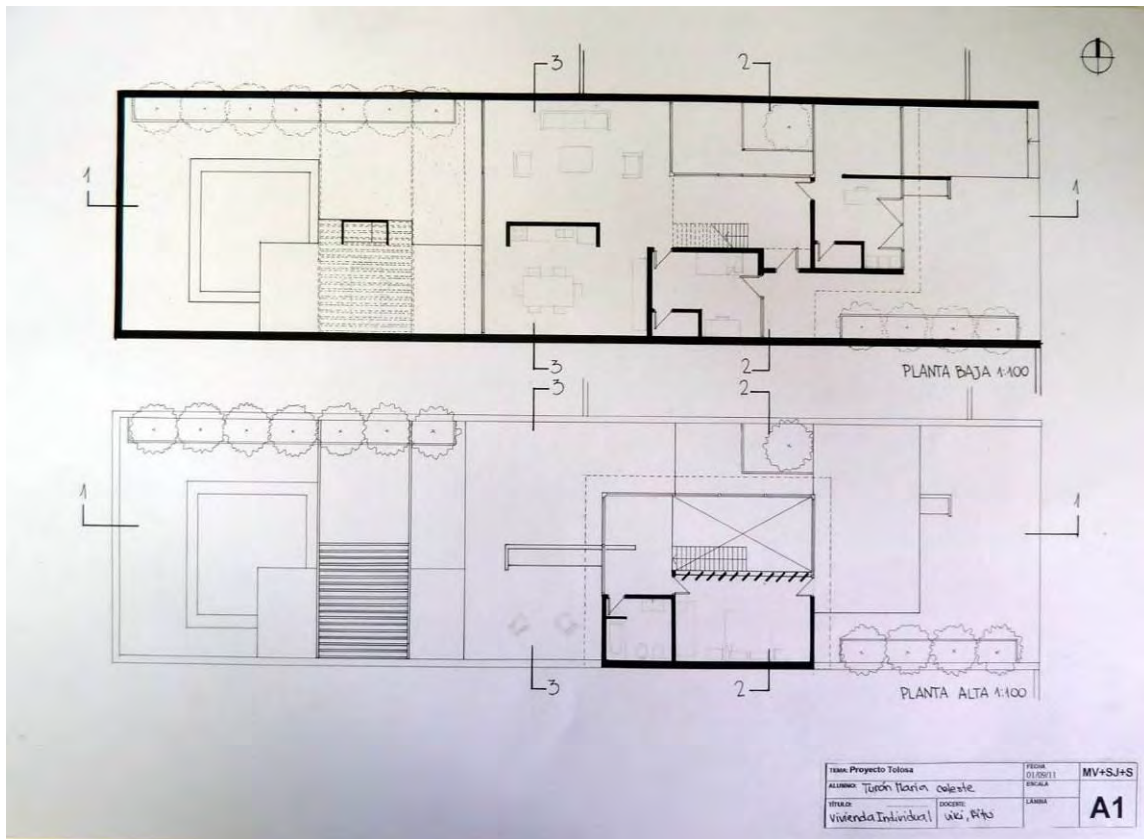 3
2
1
1
3
2
PLANTA BAJA 1:100
3
2
1
1
3
2
PLANTA ALTA 1:100
TEMA: Proyecto Tolosa
FECHA
01/09/11
MV+SJ+S
ALUMNO: Turón María celeste
ESCALA
TÍTULO:
Vivienda Individual
DOCENTE:
LÁMINA
A1